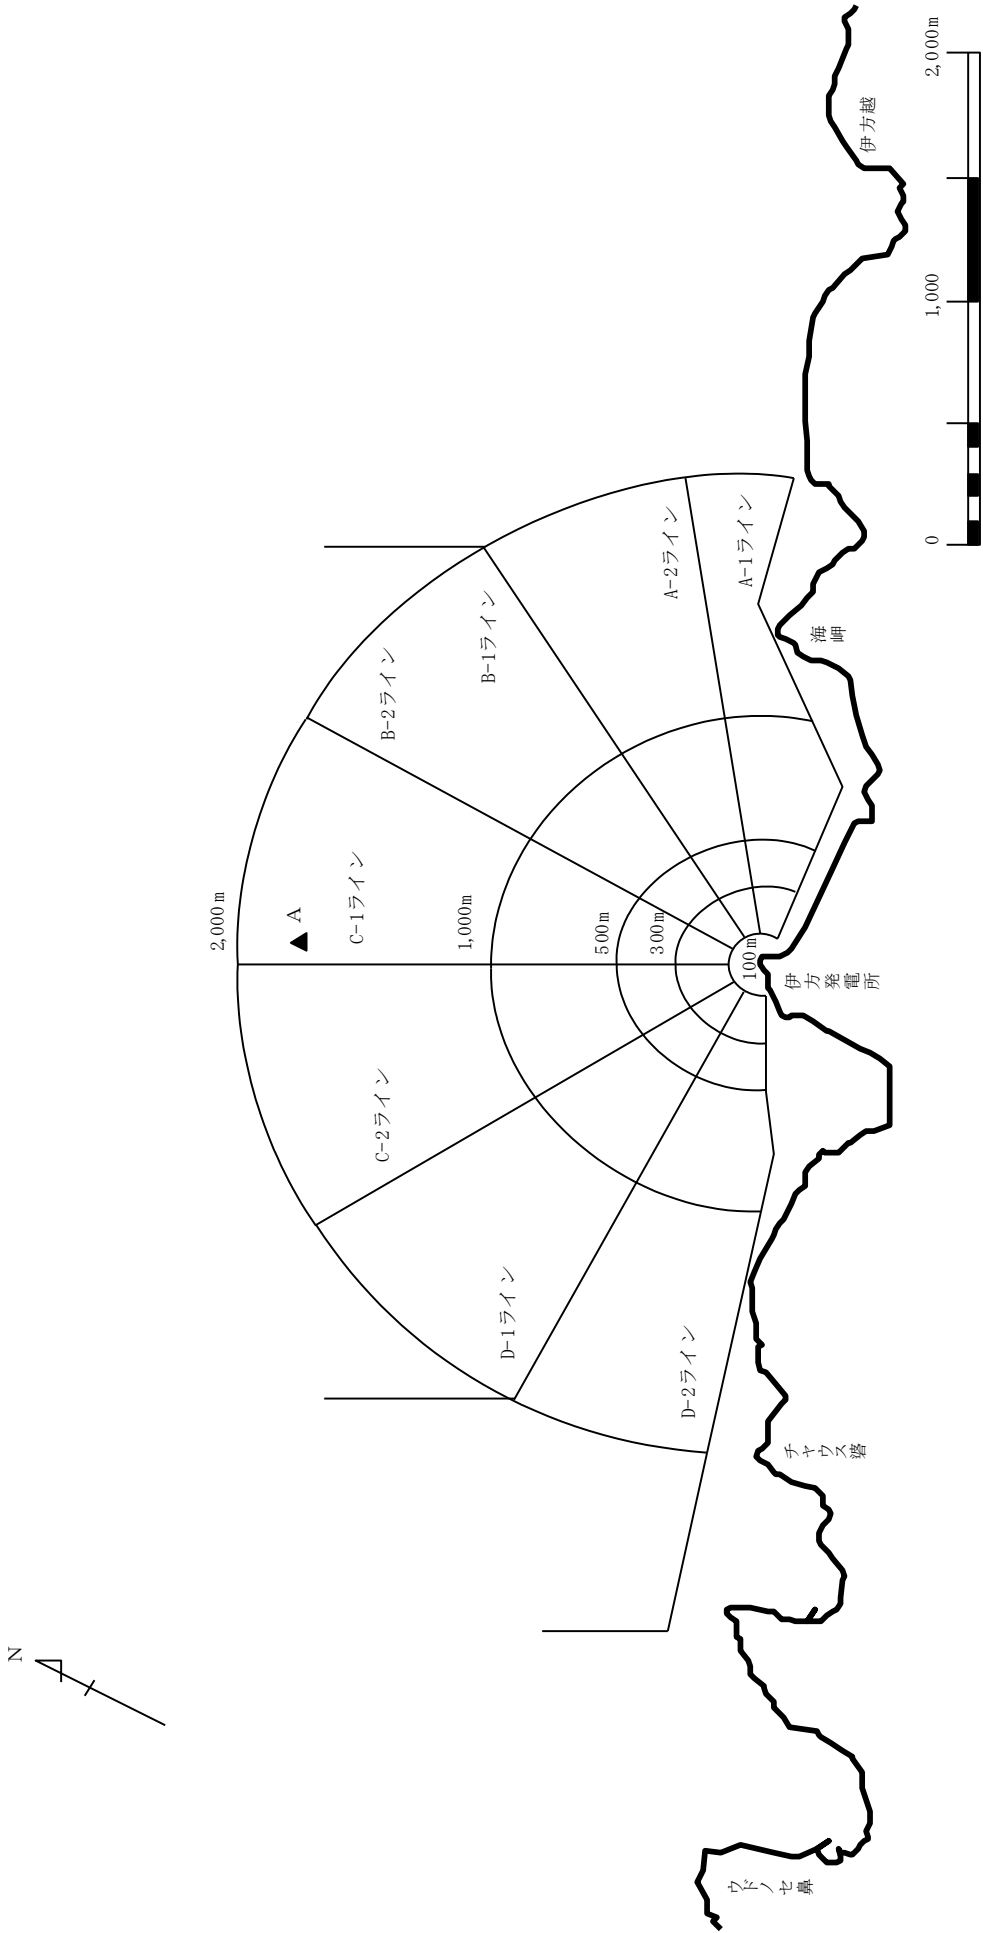 N
2,000m
▲ A
C-1ライン
C-2ライン
B-2ライン
B-1ライン
A-2ライン
A-1ライン
D-1ライン
D-2ライン
1,000m
500m
300m
100m
伊方発電所
海岬
伊方越
チャウス碆
ウドノセ鼻
0
1,000
2,000m